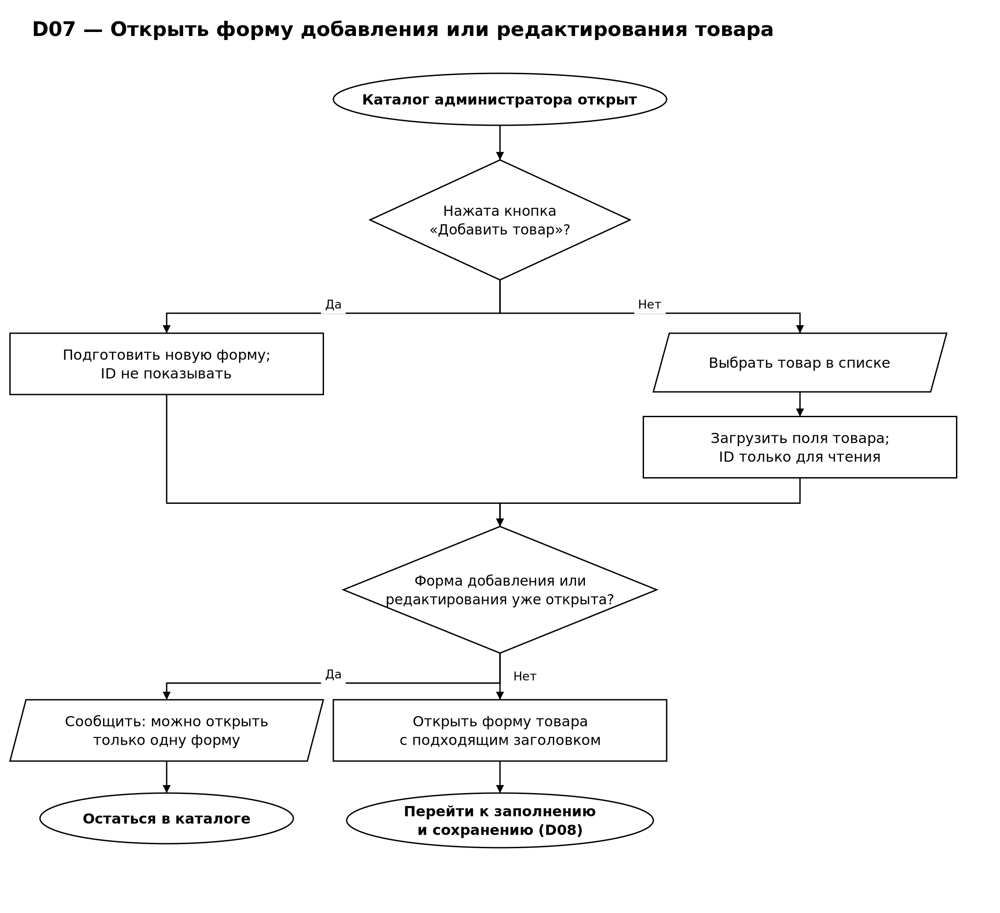 D07 — Открыть форму добавления или редактирования товара
Каталог администратора открыт
Нажата кнопка
«Добавить товар»?
Да
Нет
Подготовить новую форму;
ID не показывать
Выбрать товар в списке
Загрузить поля товара;
ID только для чтения
Форма добавления или
редактирования уже открыта?
Да
Нет
Сообщить: можно открыть
только одну форму
Открыть форму товара
с подходящим заголовком
Остаться в каталоге
Перейти к заполнению
и сохранению (D08)